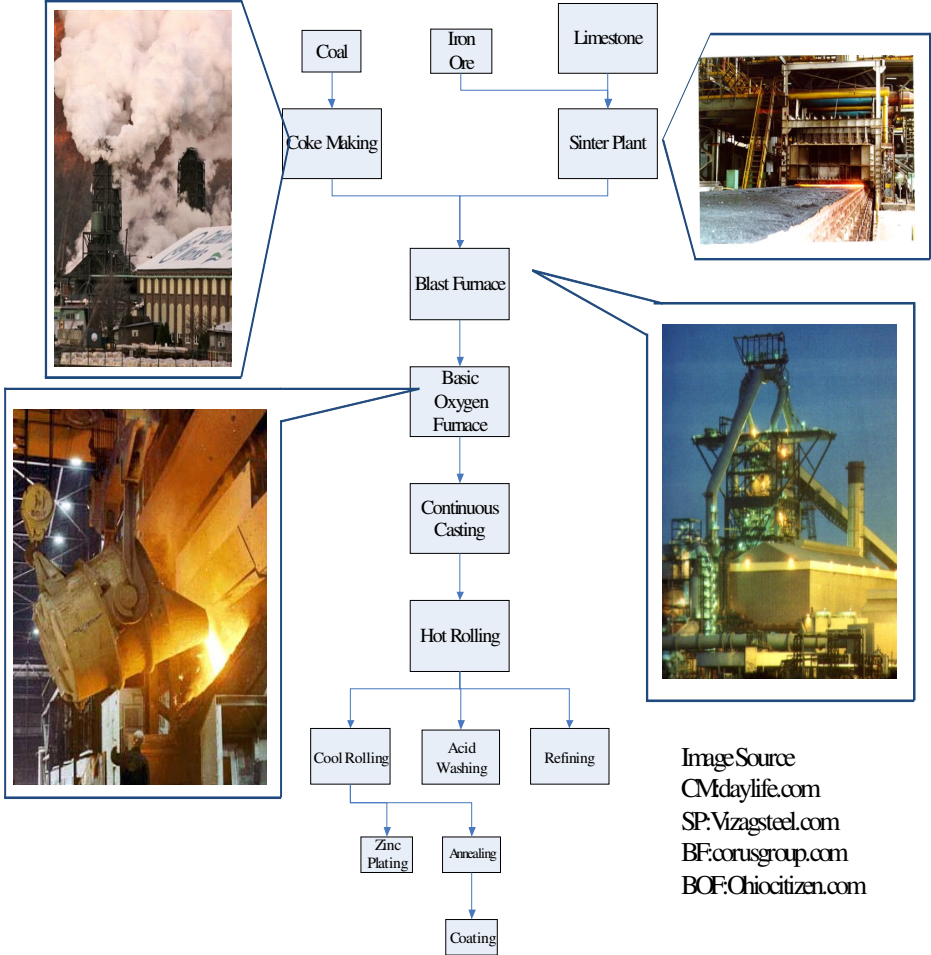 Coal
Iron
Ore
Limestone
Coke Making
Sinter Plant
Blast Furnace
Basic
Oxygen
Furnace
Continuous
Casting
Hot Rolling
Cool Rolling
Acid
Washing
Refining
Zinc
Plating
Annealing
Coating
Image Source
CM:daylife.com
SP:Vizagsteel.com
BF:corusgroup.com
BOF:Ohiocitizen.com